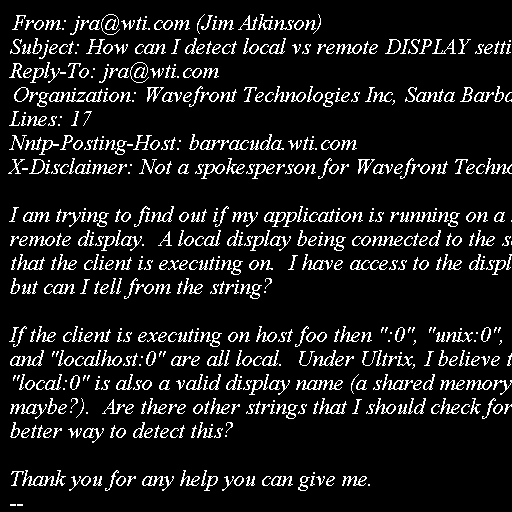 From: jra@wti.com (Jim Atkinson)
Subject: How can I detect local vs remote DISPLAY setti
Reply-To: jra@wti.com
Organization: Wavefront Technologies Inc, Santa Barba
Lines: 17
Nntp-Posting-Host: barracuda.wti.com
X-Disclaimer: Not a spokesperson for Wavefront Techno

I am trying to find out if my application is running on a
remote display.  A local display being connected to the
that the client is executing on.  I have access to the displ
but can I tell from the string?

If the client is executing on host foo then ":0", "unix:0",
and "localhost:0" are all local.  Under Ultrix, I believe t
"local:0" is also a valid display name (a shared memory
maybe?).  Are there other strings that I should check for
better way to detect this?

Thank you for any help you can give me.
--